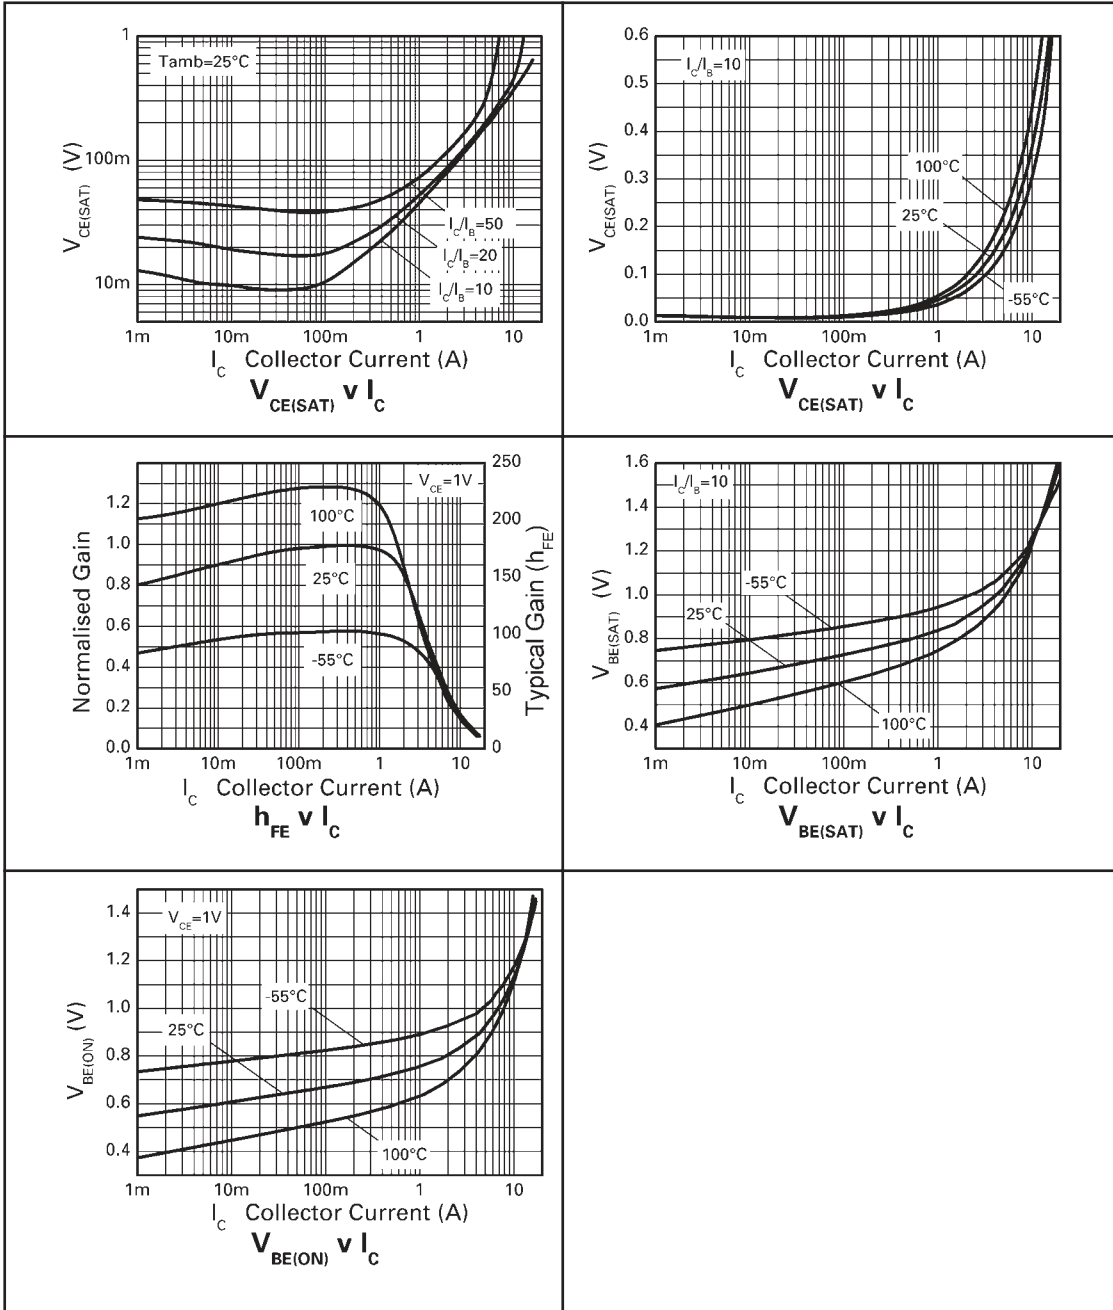 1
100m
10m
V_CE(SAT) (V)
Tamb=25°C
I_C/I_B=50
I_C/I_B=20
I_C/I_B=10
1m 10m 100m 1 10
I_C Collector Current (A)
V_CE(SAT) v I_C
0.6
0.5
0.4
0.3
0.2
0.1
0.0
V_CE(SAT) (V)
I_C/I_B=10
100°C
25°C
-55°C
1m 10m 100m 1 10
I_C Collector Current (A)
V_CE(SAT) v I_C
1.2
1.0
0.8
0.6
0.4
0.2
0.0
Normalised Gain
V_CE=1V
100°C
25°C
-55°C
250
200
150
100
50
0
Typical Gain (h_FE)
1m 10m 100m 1 10
I_C Collector Current (A)
h_FE v I_C
1.6
1.4
1.2
1.0
0.8
0.6
0.4
V_BE(SAT) (V)
I_C/I_B=10
-55°C
25°C
100°C
1m 10m 100m 1 10
I_C Collector Current (A)
V_BE(SAT) v I_C
1.4
1.2
1.0
0.8
0.6
0.4
V_BE(ON) (V)
V_CE=1V
-55°C
25°C
100°C
1m 10m 100m 1 10
I_C Collector Current (A)
V_BE(ON) v I_C